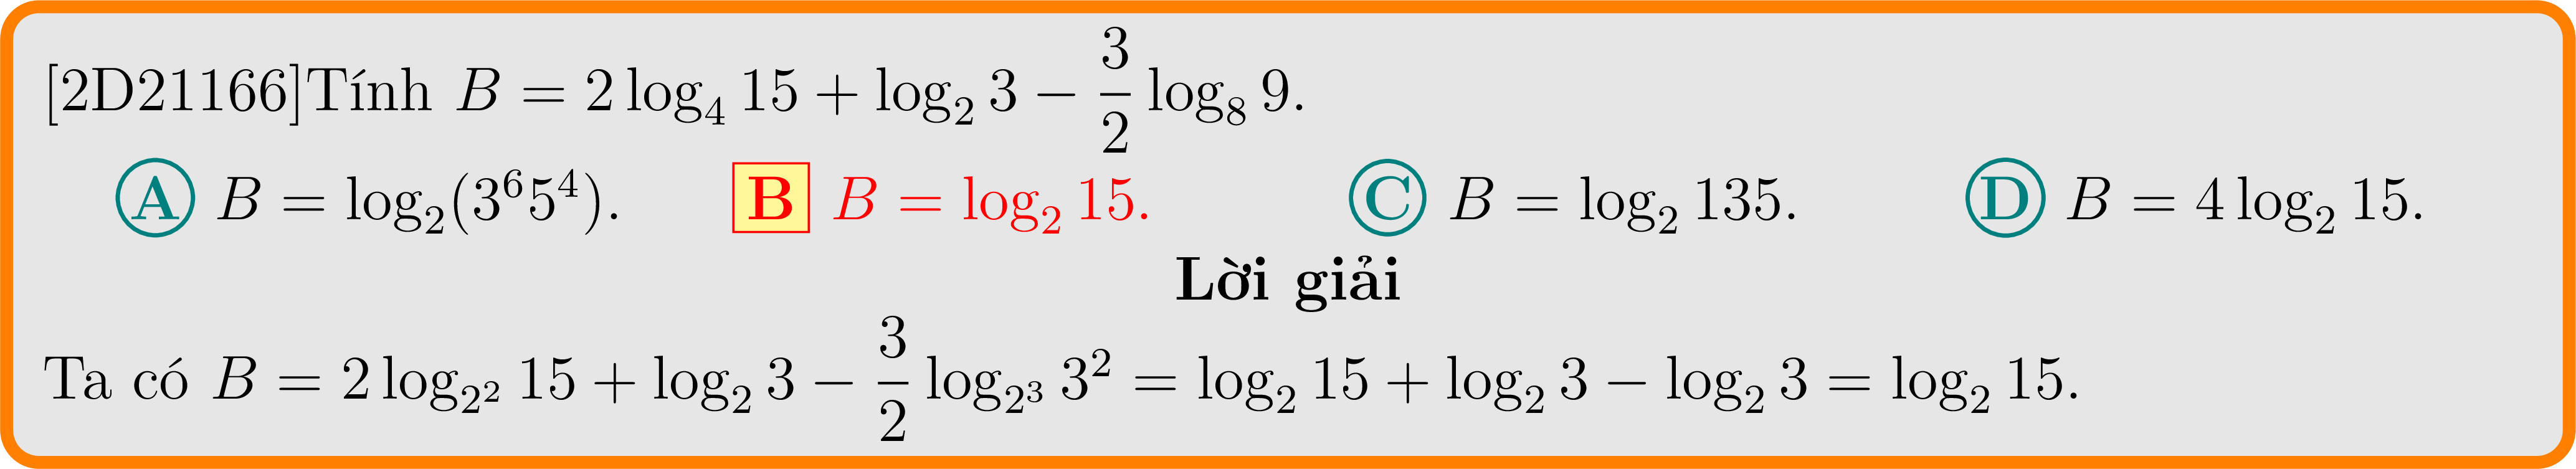 [2D21166]Tính $B = 2\log_4 15 + \log_2 3 - \dfrac{3}{2}\log_8 9.$
A $B = \log_2(3^6 5^4).$ B $B = \log_2 15.$ C $B = \log_2 135.$ D $B = 4\log_2 15.$
Lời giải
Ta có $B = 2\log_{2^2} 15 + \log_2 3 - \dfrac{3}{2}\log_{2^3} 3^2 = \log_2 15 + \log_2 3 - \log_2 3 = \log_2 15.$